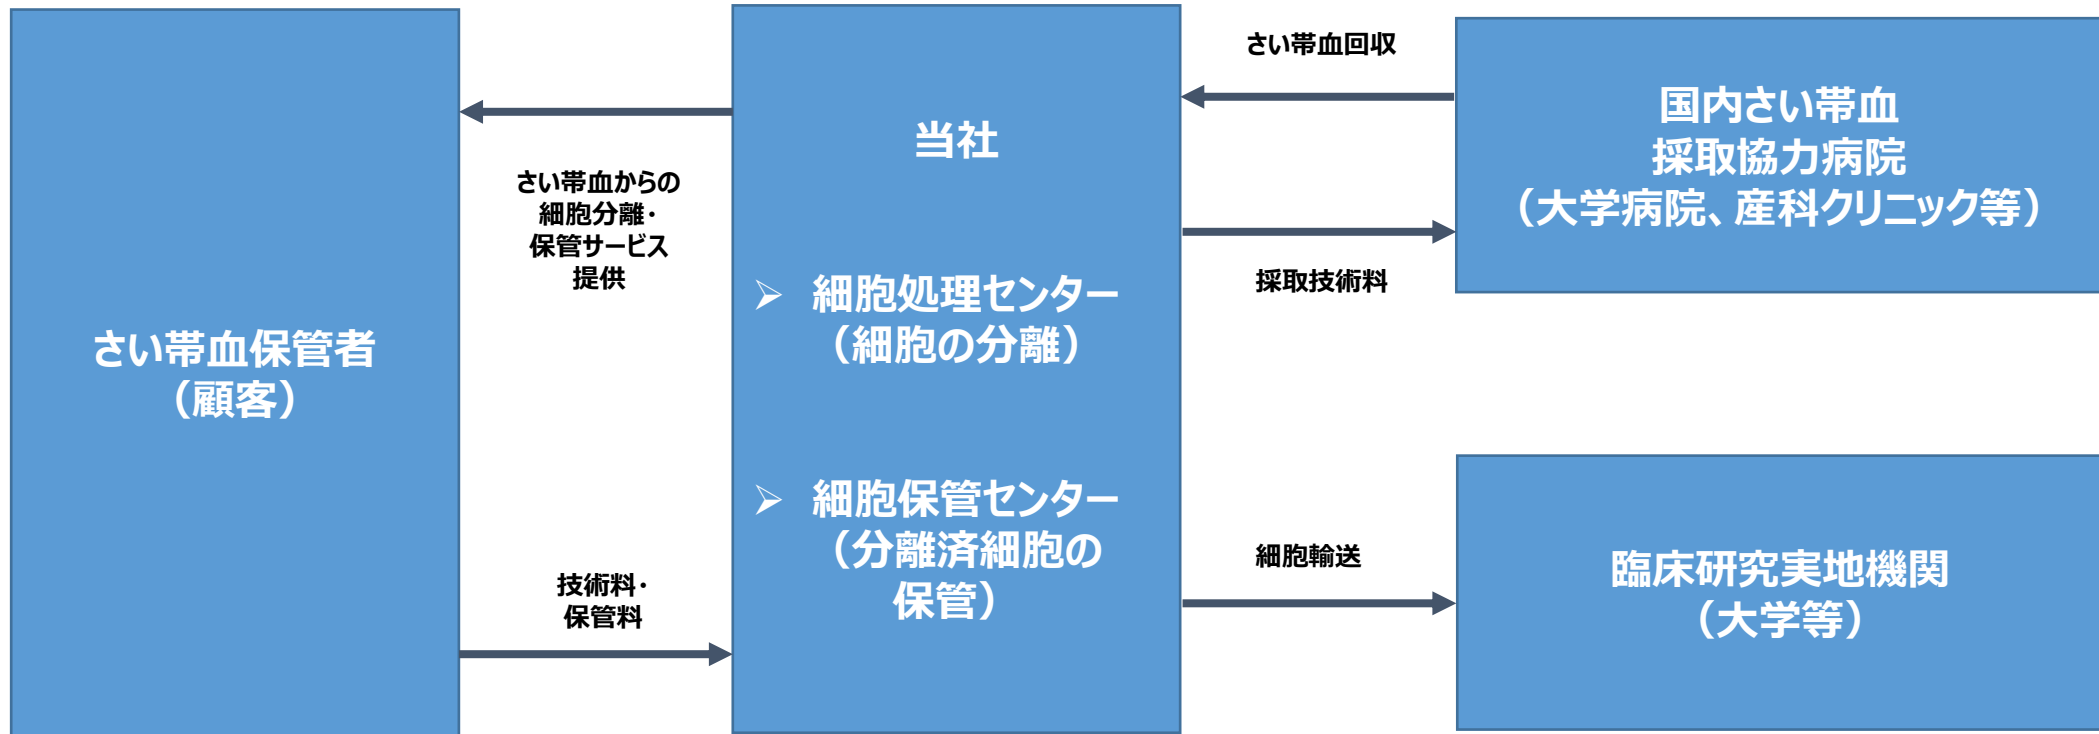 さい帯血保管者
（顧客）
さい帯血からの
細胞分離・
保管サービス
提供
技術料・
保管料
当社
➢ 細胞処理センター
（細胞の分離）
➢ 細胞保管センター
（分離済細胞の
保管）
さい帯血回収
採取技術料
細胞輸送
国内さい帯血
採取協力病院
（大学病院、産科クリニック等）
臨床研究実地機関
（大学等）